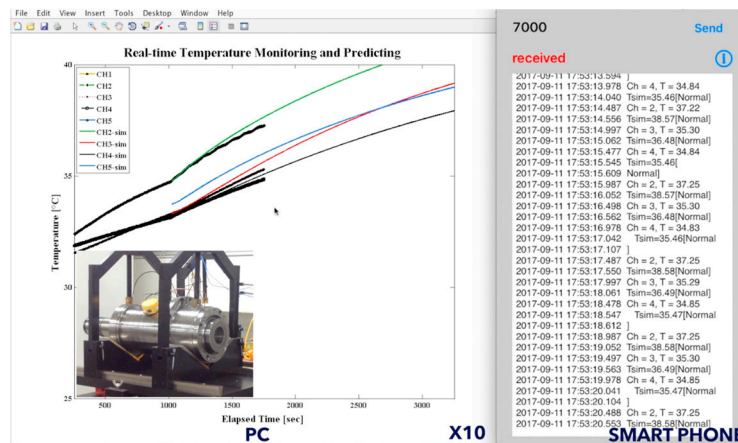 File Edit View Insert Tools Desktop Window Help
Real-time Temperature Monitoring and Predicting
40
35
30
25
Temperature [°C]
CH1
CH2
CH3
CH4
CH5
CH2-sim
CH3-sim
CH4-sim
CH5-sim
500 1000 1500 2000 2500 3000
Elapsed Time [sec]
PC
X10
7000 Send
received
2017-09-11 17:53:13.594 ]
2017-09-11 17:53:13.978 Ch = 4, T = 34.84
2017-09-11 17:53:14.040 Tsim=35.46[Normal]
2017-09-11 17:53:14.487 Ch = 2, T = 37.22
2017-09-11 17:53:14.556 Tsim=38.57[Normal]
2017-09-11 17:53:14.997 Ch = 3, T = 35.30
2017-09-11 17:53:15.062 Tsim=36.48[Normal]
2017-09-11 17:53:15.477 Ch = 4, T = 34.84
2017-09-11 17:53:15.545 Tsim=35.46[
2017-09-11 17:53:15.609 Normal]
2017-09-11 17:53:15.987 Ch = 2, T = 37.25
2017-09-11 17:53:16.052 Tsim=38.57[Normal]
2017-09-11 17:53:16.498 Ch = 3, T = 35.30
2017-09-11 17:53:16.562 Tsim=36.48[Normal]
2017-09-11 17:53:16.978 Ch = 4, T = 34.83
2017-09-11 17:53:17.042 Tsim=35.46[Normal
2017-09-11 17:53:17.107 ]
2017-09-11 17:53:17.487 Ch = 2, T = 37.25
2017-09-11 17:53:17.550 Tsim=38.58[Normal]
2017-09-11 17:53:17.997 Ch = 3, T = 35.29
2017-09-11 17:53:18.061 Tsim=36.49[Normal]
2017-09-11 17:53:18.478 Ch = 4, T = 34.85
2017-09-11 17:53:18.547 Tsim=35.47[Normal
2017-09-11 17:53:18.612 ]
2017-09-11 17:53:18.987 Ch = 2, T = 37.25
2017-09-11 17:53:19.052 Tsim=38.58[Normal]
2017-09-11 17:53:19.497 Ch = 3, T = 35.30
2017-09-11 17:53:19.563 Tsim=36.49[Normal]
2017-09-11 17:53:19.978 Ch = 4, T = 34.85
2017-09-11 17:53:20.041 Tsim=35.47[Normal
2017-09-11 17:53:20.104 ]
2017-09-11 17:53:20.488 Ch = 2, T = 37.25
2017-09-11 17:53:20.553 Tsim=38.58[Normal]
SMART PHONE